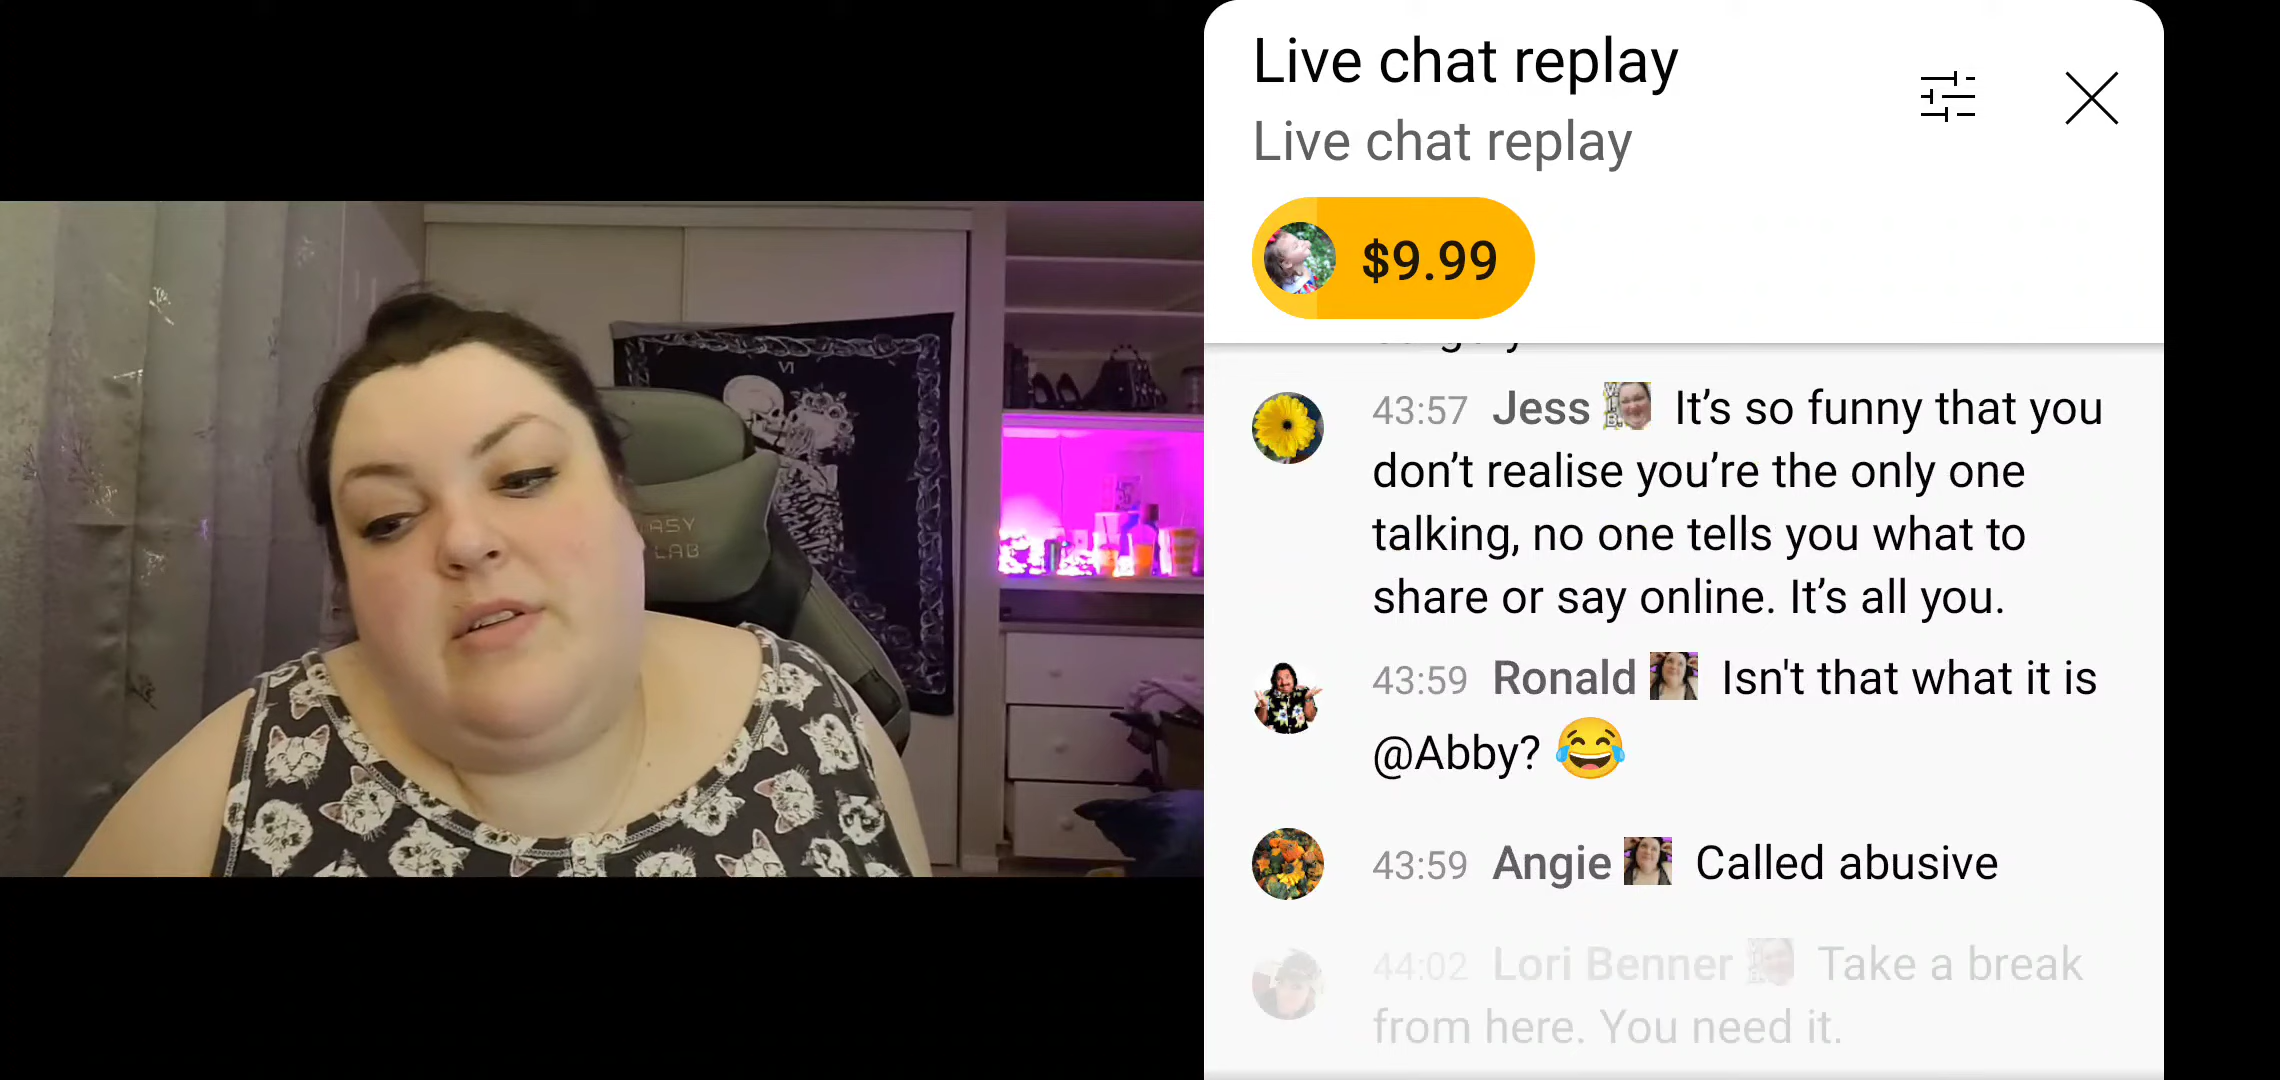 Live chat replay
Live chat replay
$9.99
43:57 Jess It’s so funny that you
don’t realise you’re the only one
talking, no one tells you what to
share or say online. It’s all you.
43:59 Ronald Isn't that what it is
@Abby? 😂
43:59 Angie Called abusive
44:02 Lori Benner Take a break
from here. You need it.
VI
ASY
LAB